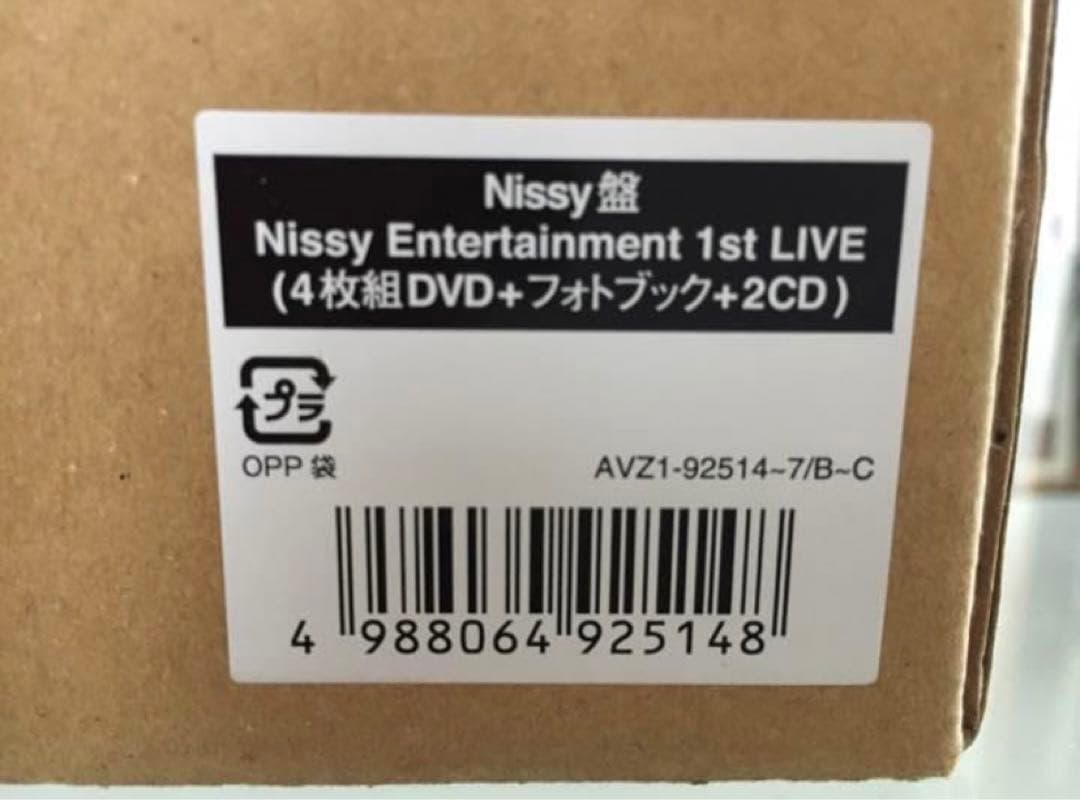 Nissy盤
Nissy Entertainment 1st LIVE
(4枚組DVD+フォトブック+2CD)
プラ
OPP 袋
AVZ1-92514~7/B~C
4 988064 925148